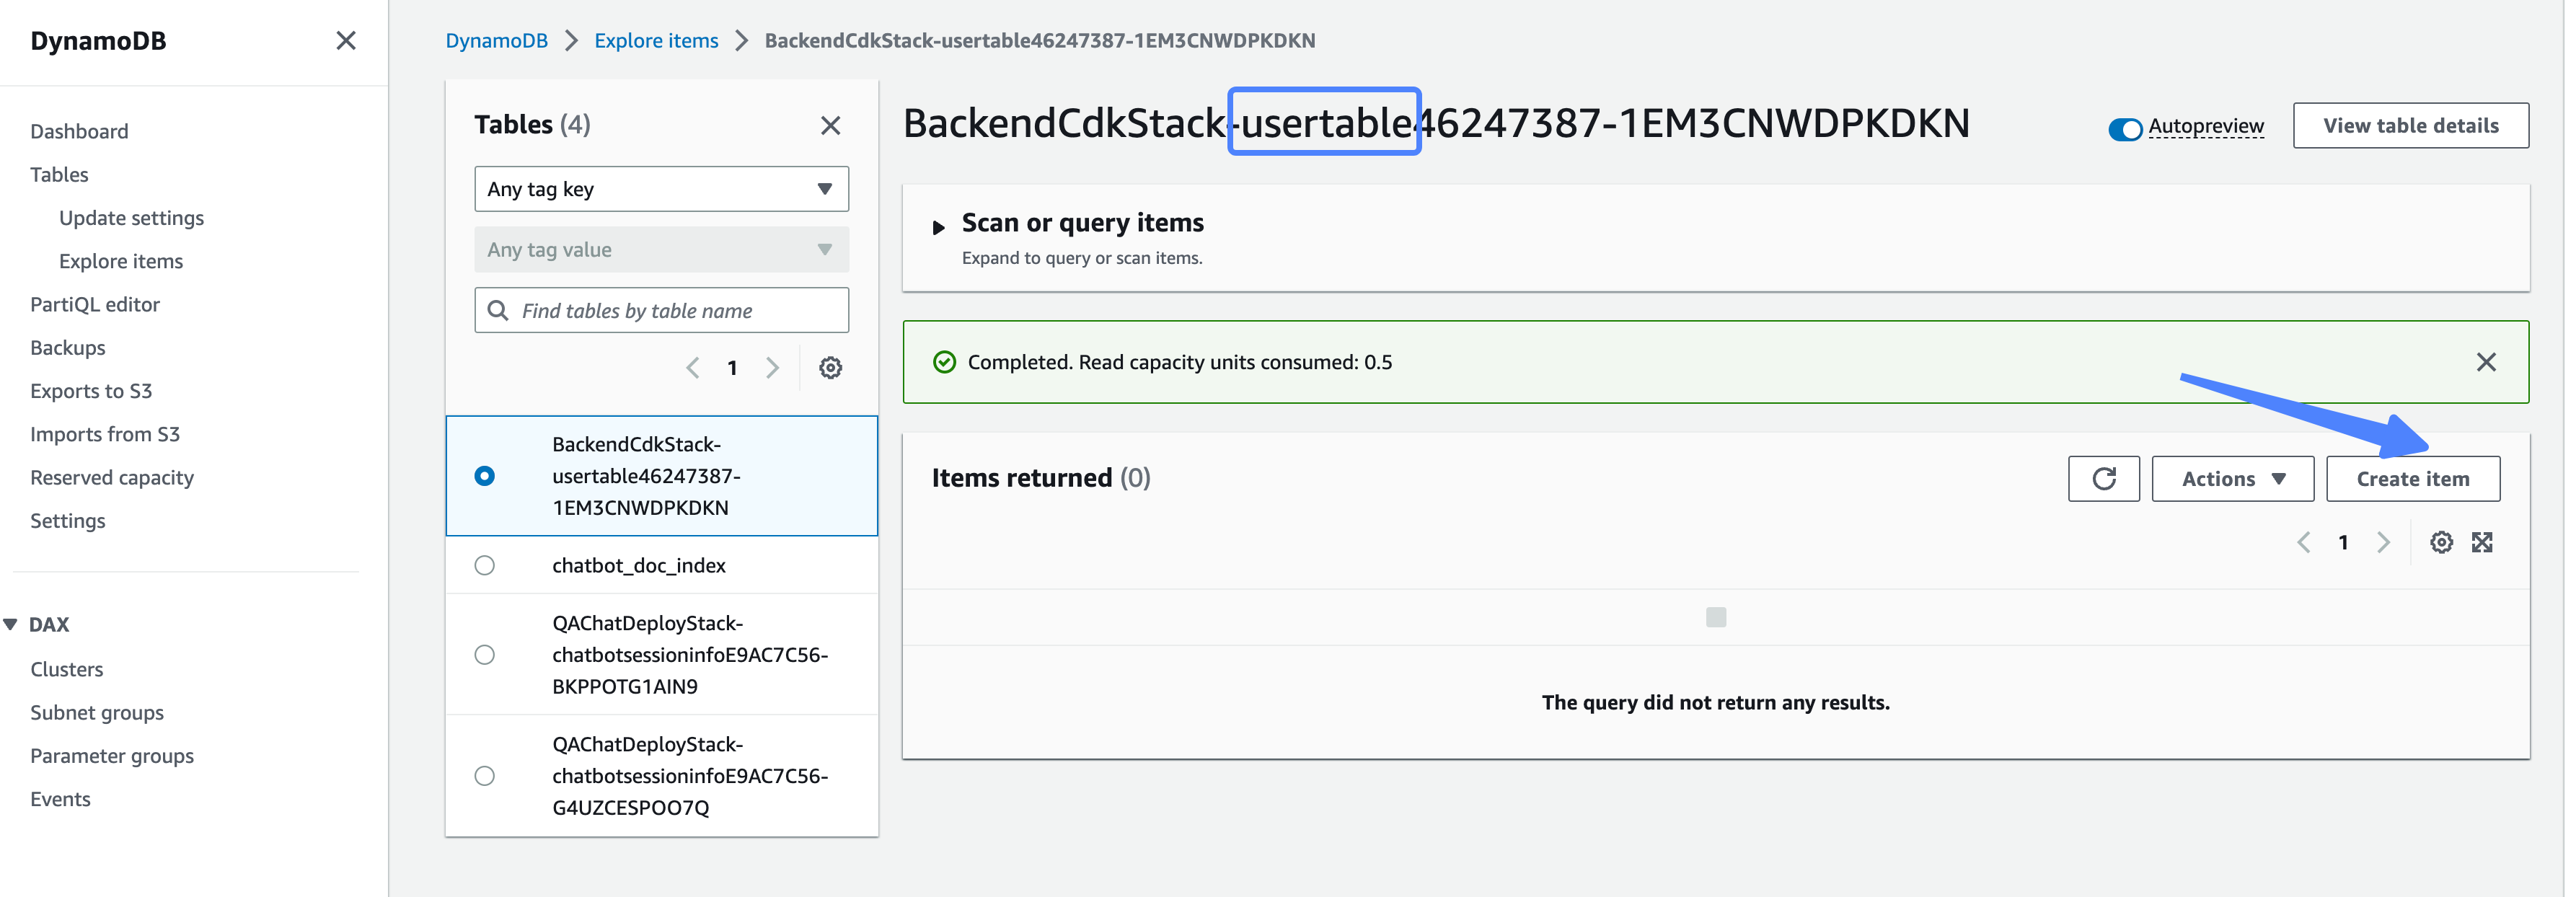 DynamoDB
Dashboard
Tables
Update settings
Explore items
PartiQL editor
Backups
Exports to S3
Imports from S3
Reserved capacity
Settings
DAX
Clusters
Subnet groups
Parameter groups
Events
DynamoDB
Explore items
BackendCdkStack-usertable46247387-1EM3CNWDPKDKN
Tables (4)
Any tag key
Any tag value
Find tables by table name
1
BackendCdkStack-
usertable46247387-
1EM3CNWDPKDKN
chatbot_doc_index
QAChatDeployStack-
chatbotsessioninfoE9AC7C56-
BKPPOTG1AIN9
QAChatDeployStack-
chatbotsessioninfoE9AC7C56-
G4UZCESPOO7Q
BackendCdkStack-usertable46247387-1EM3CNWDPKDKN
Autopreview
View table details
Scan or query items
Expand to query or scan items.
Completed. Read capacity units consumed: 0.5
Items returned (0)
Actions
Create item
1
The query did not return any results.